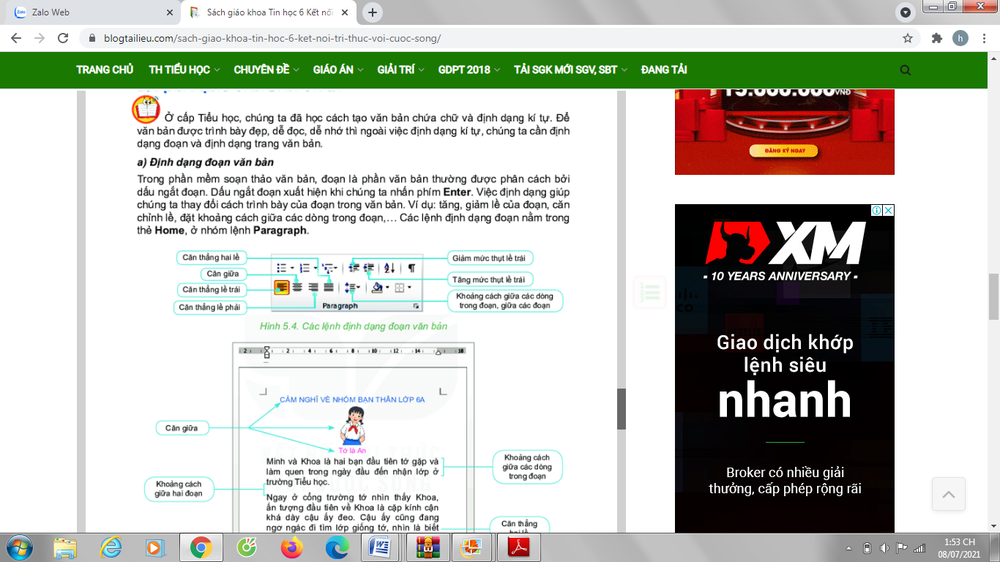 Zalo Web
Sách giáo khoa Tin học 6 Kết nối
blogtailieu.com/sach-giao-khoa-tin-hoc-6-ket-noi-tri-thuc-voi-cuoc-song/
h
TRANG CHỦ TH TIỂU HỌC CHUYÊN ĐỀ GIÁO ÁN GIẢI TRÍ GDPT 2018 TẢI SGK MỚI SGV, SBT ĐANG TẢI
Ở cấp Tiểu học, chúng ta đã học cách tạo văn bản chứa chữ và định dạng kí tự. Để
văn bản được trình bày đẹp, dễ đọc, dễ nhớ thì ngoài việc định dạng kí tự, chúng ta cần định
dạng đoạn và định dạng trang văn bản.
a) Định dạng đoạn văn bản
Trong phần mềm soạn thảo văn bản, đoạn là phần văn bản thường được phân cách bởi
dấu ngắt đoạn. Dấu ngắt đoạn xuất hiện khi chúng ta nhấn phím Enter. Việc định dạng giúp
chúng ta thay đổi cách trình bày của đoạn trong văn bản. Ví dụ: tăng, giảm lề của đoạn, căn
chỉnh lề, đặt khoảng cách giữa các dòng trong đoạn,... Các lệnh định dạng đoạn nằm trong
thẻ Home, ở nhóm lệnh Paragraph.
Căn thẳng hai lề
Căn giữa
Căn thẳng lề trái
Căn thẳng lề phải
Paragraph
Giảm mức thụt lề trái
Tăng mức thụt lề trái
Khoảng cách giữa các dòng
trong đoạn, giữa các đoạn
Hình 5.4. Các lệnh định dạng đoạn văn bản
2 2 4 6 8 10 12 14 18
CẢM NGHĨ VỀ NHÓM BẠN THÂN LỚP 6A
Căn giữa
Tớ là An
Minh và Khoa là hai bạn đầu tiên tớ gặp và
làm quen trong ngày đầu đến nhận lớp ở
trường Tiểu học.
Khoảng cách
giữa các dòng
trong đoạn
Khoảng cách
giữa hai đoạn
Ngay ở cổng trường tớ nhìn thấy Khoa,
ấn tượng đầu tiên về Khoa là cặp kính cận
khá dày cậu ấy đeo. Cậu ấy cũng đang
ngơ ngác đi tìm lớp giống tớ, nhìn là biết
Căn thẳng
hai lề
15.000.000 VNĐ
ĐĂNG KÝ NGAY
XM
- 10 YEARS ANNIVERSARY -
Giao dịch khớp
lệnh siêu
nhanh
Broker có nhiều giải
thưởng, cấp phép rộng rãi
1:53 CH
08/07/2021